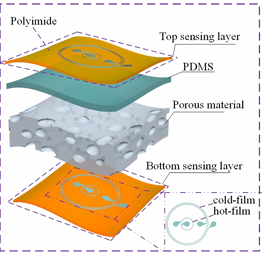 Polyimide
Top sensing layer
PDMS
Porous material
Bottom sensing layer
cold-film
hot-film